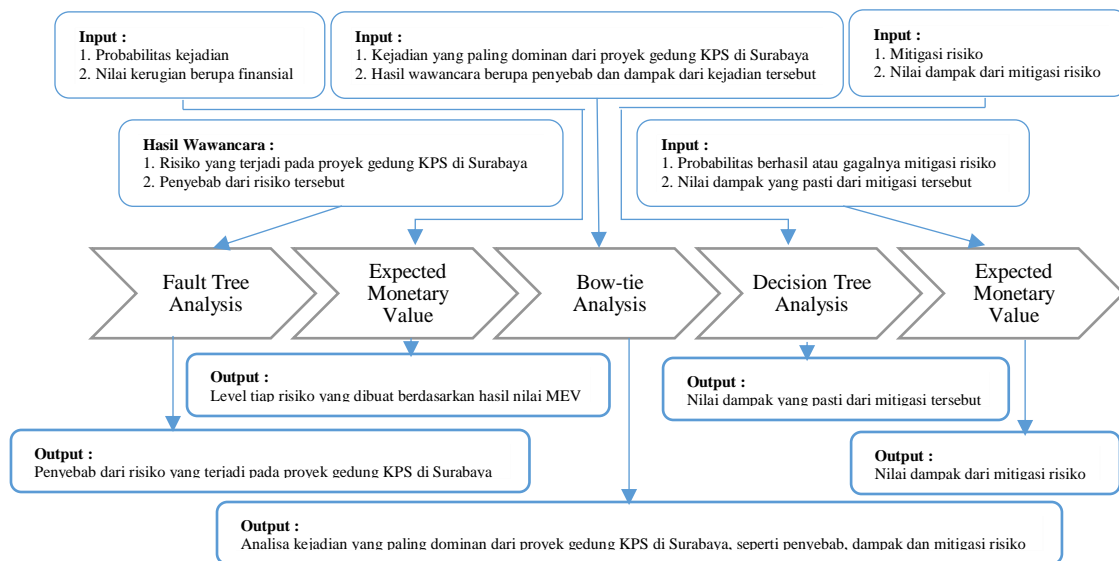 Input :
1. Probabilitas kejadian
2. Nilai kerugian berupa finansial
Input :
1. Kejadian yang paling dominan dari proyek gedung KPS di Surabaya
2. Hasil wawancara berupa penyebab dan dampak dari kejadian tersebut
Input :
1. Mitigasi risiko
2. Nilai dampak dari mitigasi risiko
Hasil Wawancara :
1. Risiko yang terjadi pada proyek gedung KPS di Surabaya
2. Penyebab dari risiko tersebut
Input :
1. Probabilitas berhasil atau gagalnya mitigasi risiko
2. Nilai dampak yang pasti dari mitigasi tersebut
Fault Tree
Analysis
Expected
Monetary
Value
Bow-tie
Analysis
Decision Tree
Analysis
Expected
Monetary
Value
Output :
Level tiap risiko yang dibuat berdasarkan hasil nilai MEV
Output :
Nilai dampak yang pasti dari mitigasi tersebut
Output :
Penyebab dari risiko yang terjadi pada proyek gedung KPS di Surabaya
Output :
Nilai dampak dari mitigasi risiko
Output :
Analisa kejadian yang paling dominan dari proyek gedung KPS di Surabaya, seperti penyebab, dampak dan mitigasi risiko